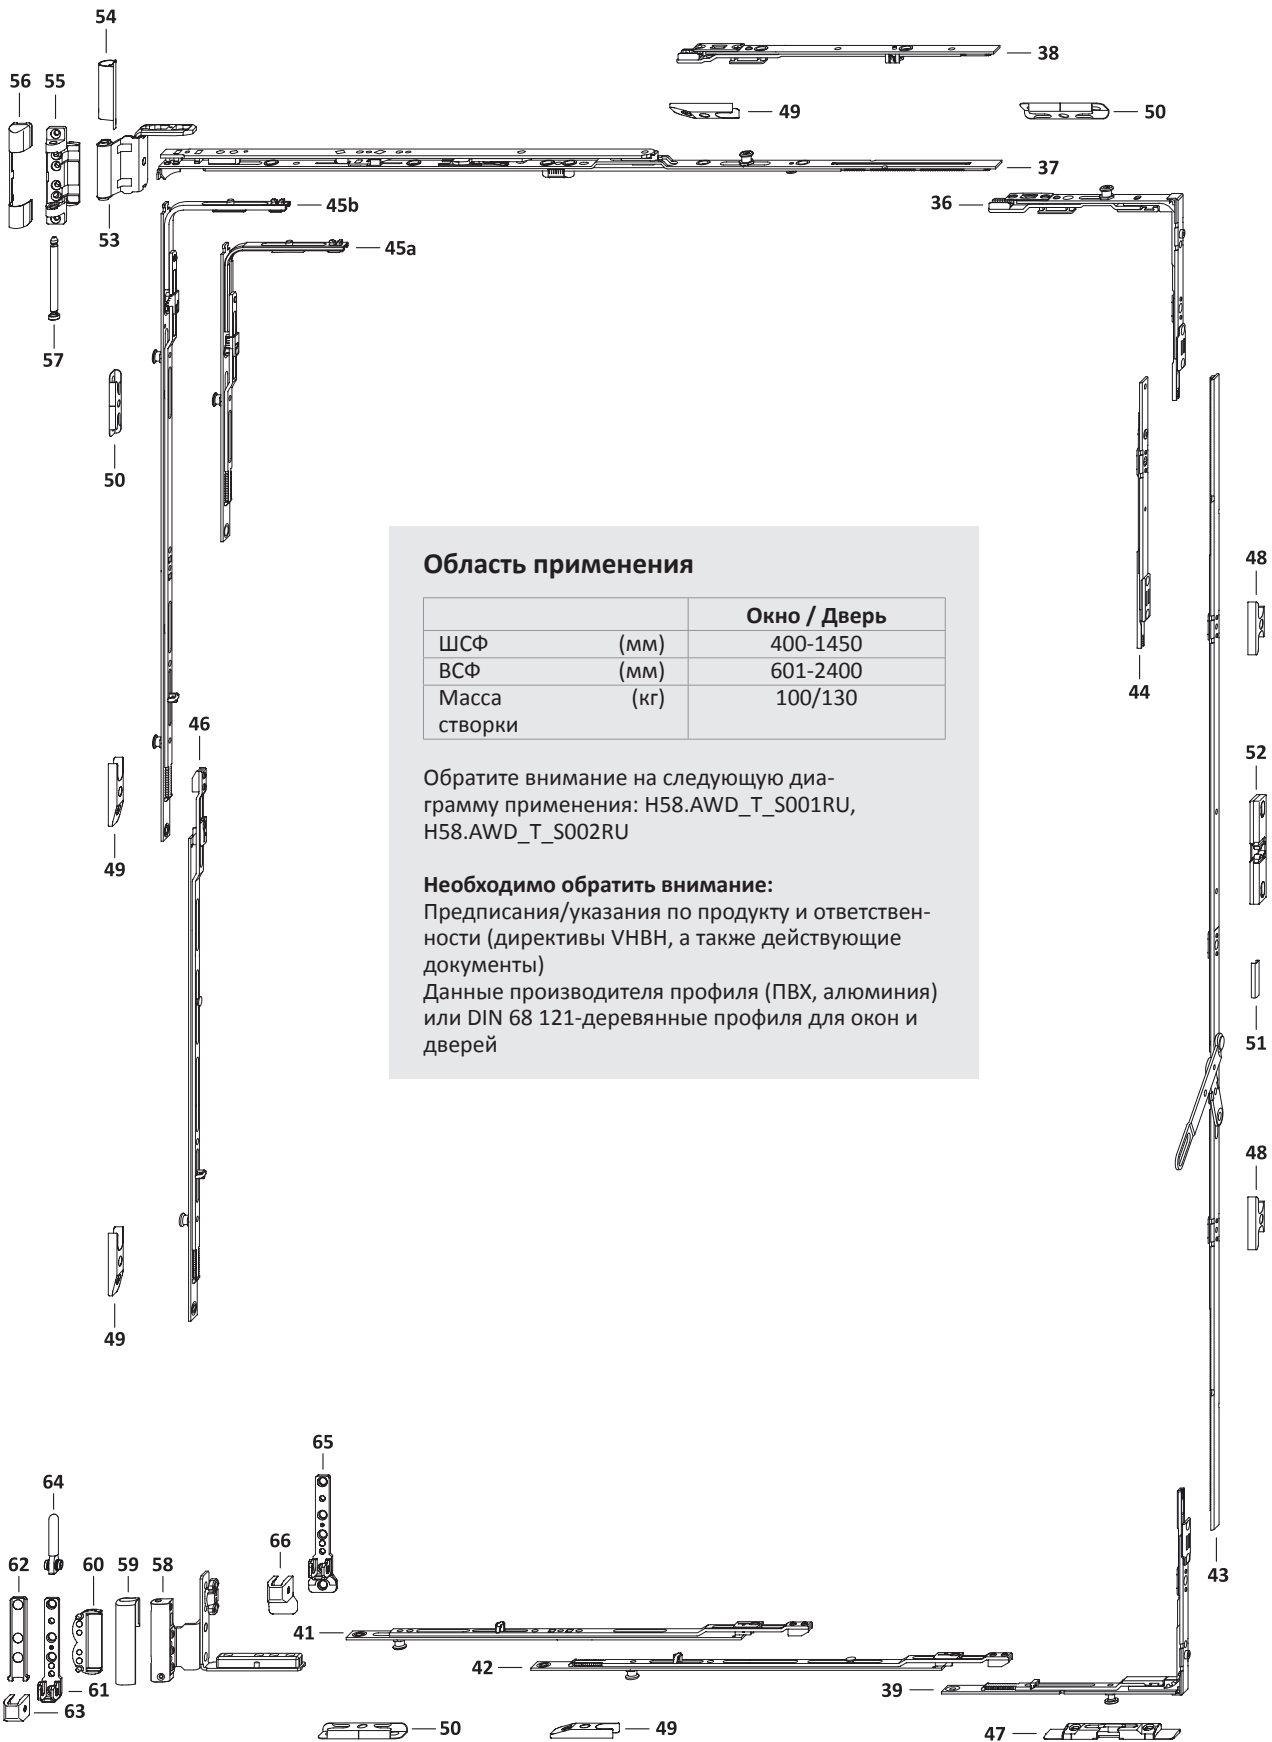 54
38
56 55
49
50
37
45b
36
53
45a
57
50
48
Область применения
Окно / Дверь
ШСФ (мм) 400-1450
ВСФ (мм) 601-2400
Масса (кг) 100/130
створки
44
46
52
Обратите внимание на следующую диа-
грамму применения: H58.AWD_T_S001RU,
H58.AWD_T_S002RU
49
Необходимо обратить внимание:
Предписания/указания по продукту и ответствен-
ности (директивы VHBH, а также действующие
документы)
Данные производителя профиля (ПВХ, алюминия)
или DIN 68 121-деревянные профиля для окон и
дверей
51
48
49
65
64
66
62 60 59 58
43
41
42
61
39
63
50
49
47